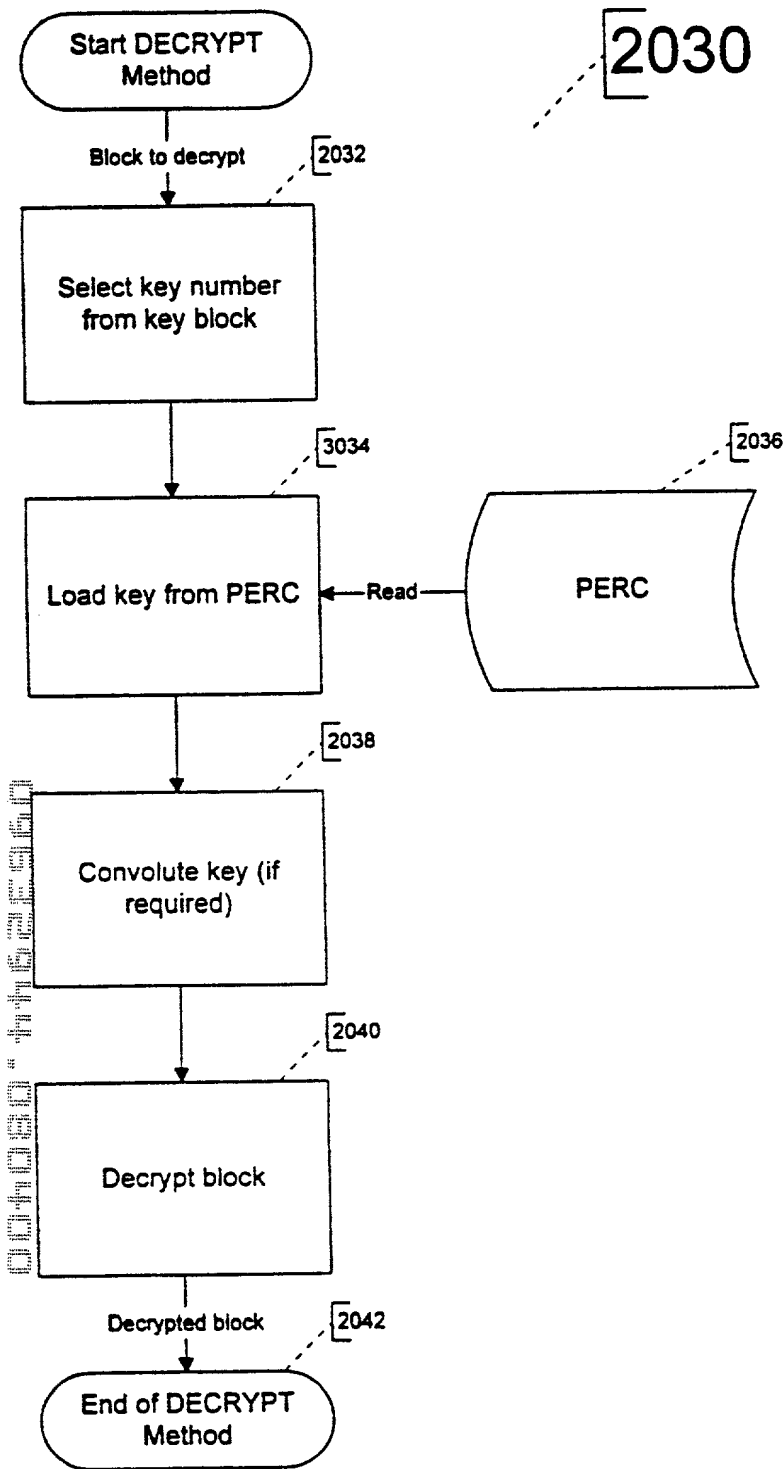 Start DECRYPT
Method
2030
Block to decrypt
2032
Select key number
from key block
3034
2036
Load key from PERC
Read
PERC
2038
Convolute key (if
required)
2040
Decrypt block
Decrypted block
2042
End of DECRYPT
Method